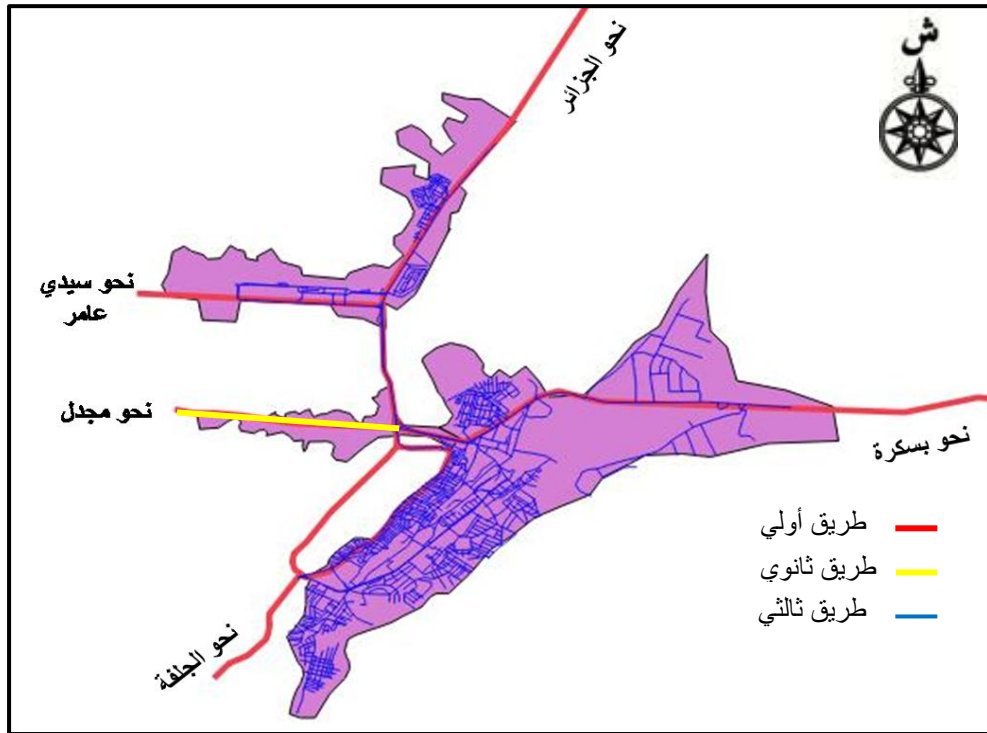 ش
نحو الجزائر
نحو سيدي
عامر
نحو مجدل
نحو بسكرة
نحو الجلفة
طريق أولي
طريق ثانوي
طريق ثالثي